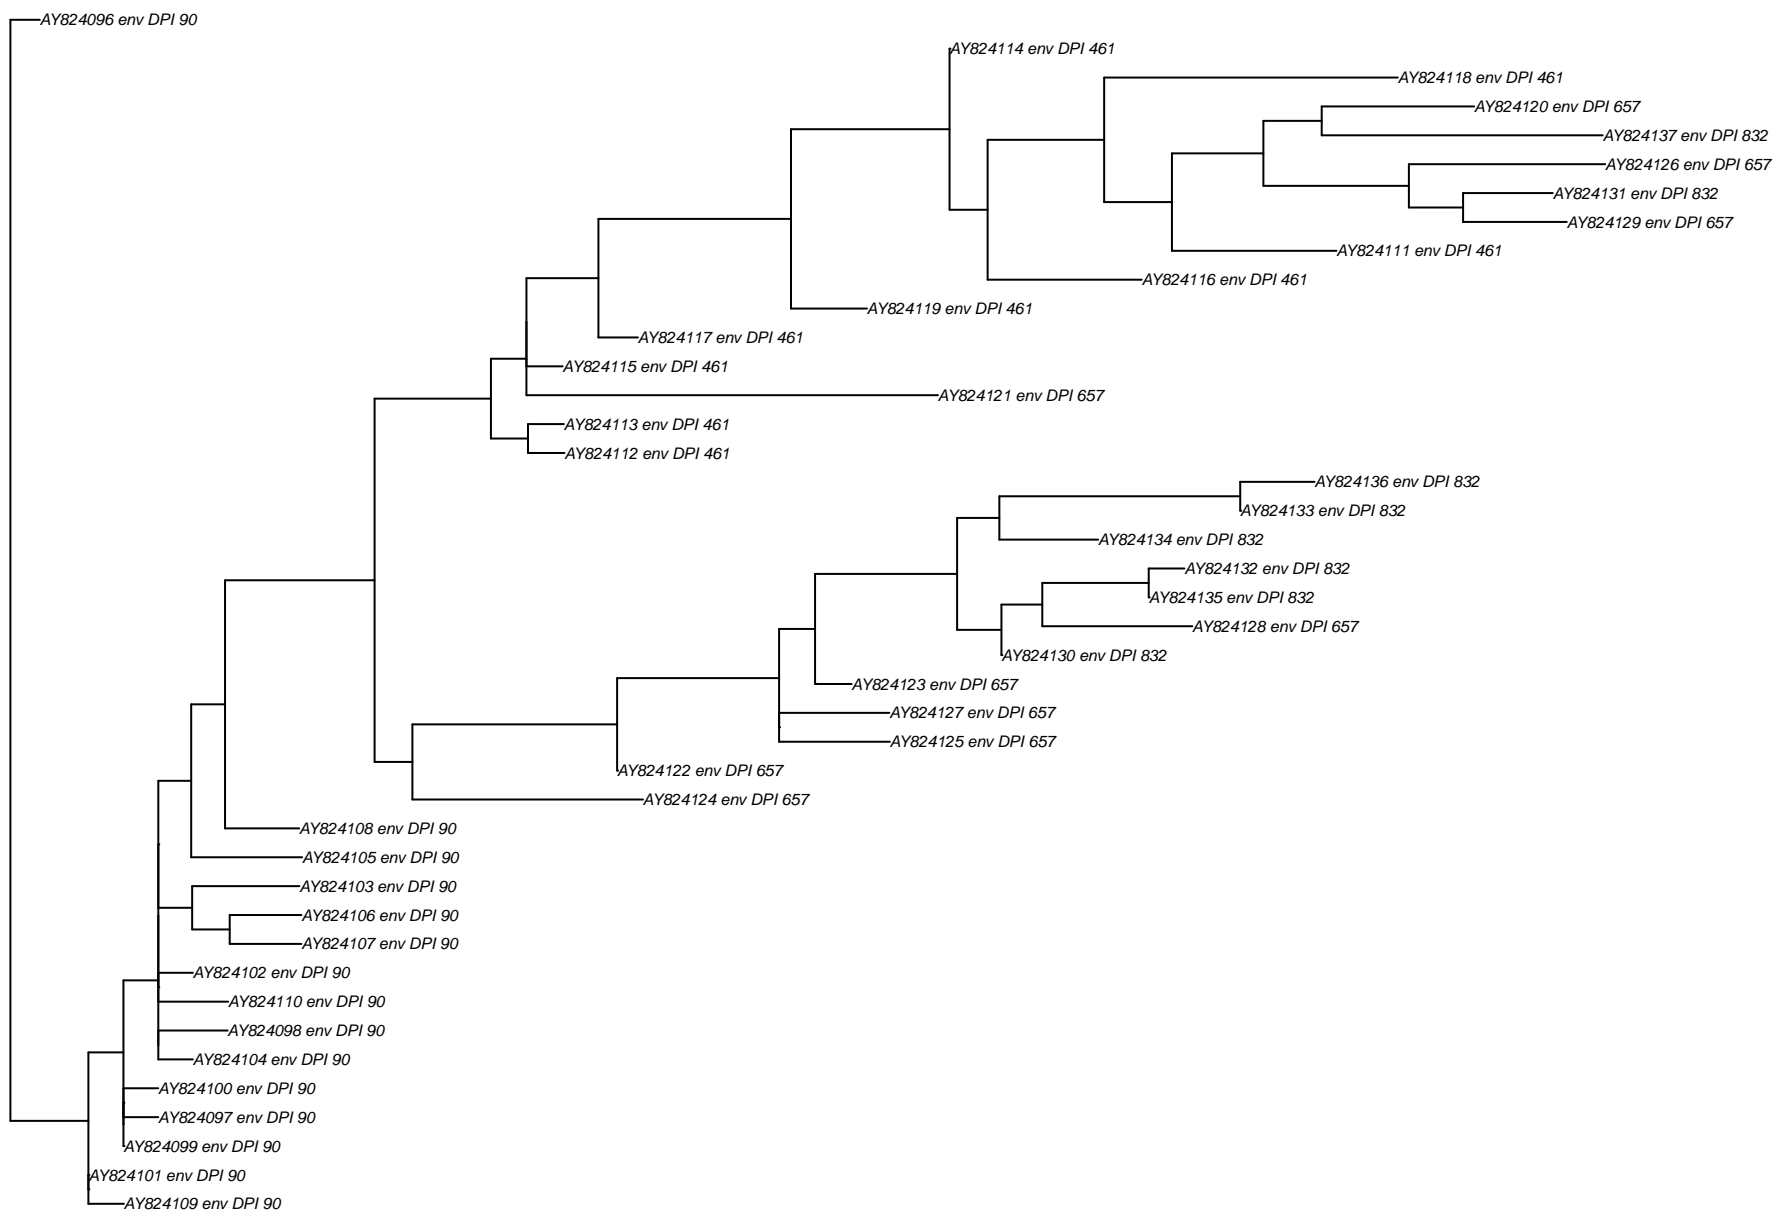 AY824096 env DPI 90
AY824114 env DPI 461
AY824118 env DPI 461
AY824120 env DPI 657
AY824137 env DPI 832
AY824126 env DPI 657
AY824131 env DPI 832
AY824129 env DPI 657
AY824111 env DPI 461
AY824116 env DPI 461
AY824119 env DPI 461
AY824117 env DPI 461
AY824115 env DPI 461
AY824121 env DPI 657
AY824113 env DPI 461
AY824112 env DPI 461
AY824136 env DPI 832
AY824133 env DPI 832
AY824134 env DPI 832
AY824132 env DPI 832
AY824135 env DPI 832
AY824128 env DPI 657
AY824130 env DPI 832
AY824123 env DPI 657
AY824127 env DPI 657
AY824125 env DPI 657
AY824122 env DPI 657
AY824124 env DPI 657
AY824108 env DPI 90
AY824105 env DPI 90
AY824103 env DPI 90
AY824106 env DPI 90
AY824107 env DPI 90
AY824102 env DPI 90
AY824110 env DPI 90
AY824098 env DPI 90
AY824104 env DPI 90
AY824100 env DPI 90
AY824097 env DPI 90
AY824099 env DPI 90
AY824101 env DPI 90
AY824109 env DPI 90